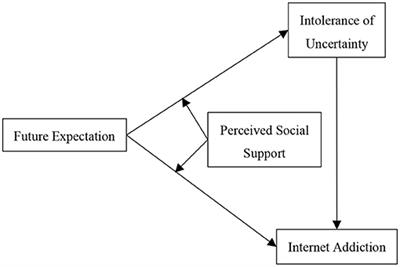 Intolerance of
Uncertainty
Future Expectation
Perceived Social
Support
Internet Addiction